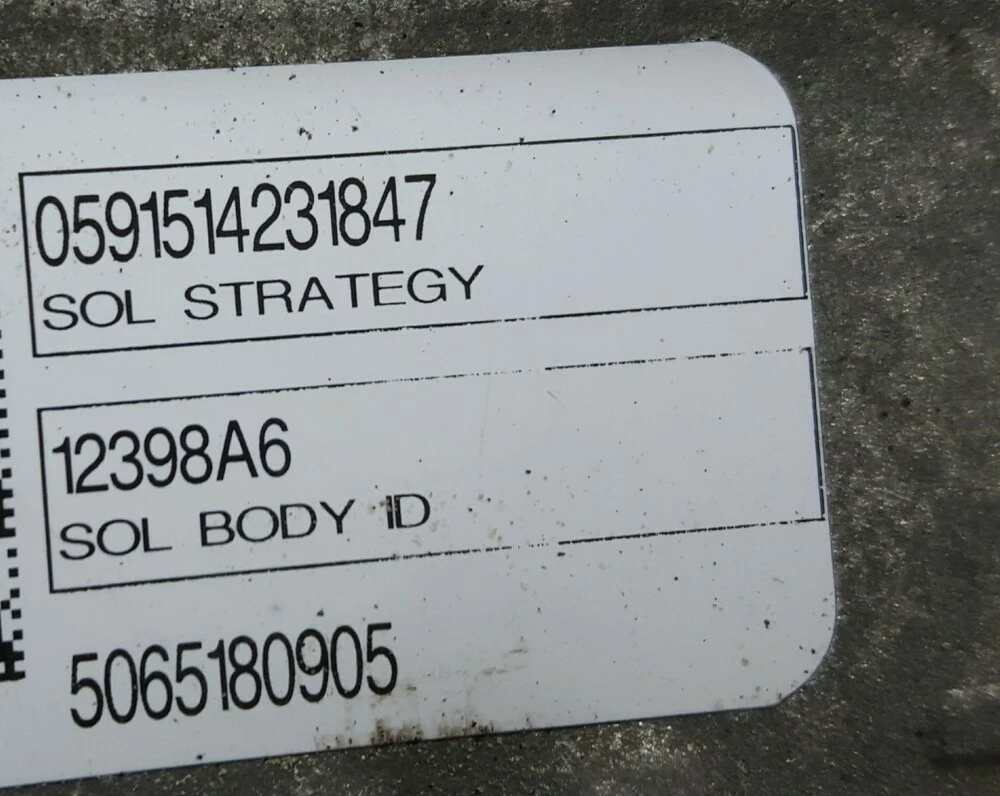 0591514231847
SOL STRATEGY
12398A6
SOL BODY ID
5065180905